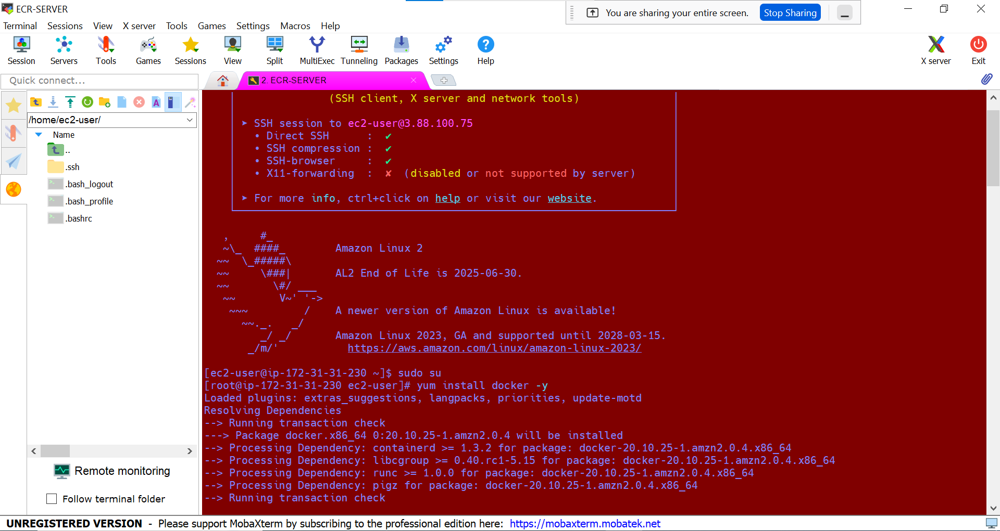 ECR-SERVER
You are sharing your entire screen.
Stop Sharing
Terminal Sessions View X server Tools Games Settings Macros Help
Session Servers Tools Games Sessions View Split MultiExec Tunneling Packages Settings Help X server Exit
Quick connect...
2. ECR-SERVER
/home/ec2-user/
Name
..
.ssh
.bash_logout
.bash_profile
.bashrc
Remote monitoring
Follow terminal folder
(SSH client, X server and network tools)
➤ SSH session to ec2-user@3.88.100.75
• Direct SSH : ✔
• SSH compression : ✔
• SSH-browser : ✔
• X11-forwarding : ✘ (disabled or not supported by server)
➤ For more info, ctrl+click on help or visit our website.
, #_
~\_ ####_ Amazon Linux 2
~~ \_#####\
~~ \###| AL2 End of Life is 2025-06-30.
~~ \#/ ___
~~ V~' '->
~~~ / A newer version of Amazon Linux is available!
~~._. _/
_/ _/ Amazon Linux 2023, GA and supported until 2028-03-15.
_/m/' https://aws.amazon.com/linux/amazon-linux-2023/
[ec2-user@ip-172-31-31-230 ~]$ sudo su
[root@ip-172-31-31-230 ec2-user]# yum install docker -y
Loaded plugins: extras_suggestions, langpacks, priorities, update-motd
Resolving Dependencies
--> Running transaction check
---> Package docker.x86_64 0:20.10.25-1.amzn2.0.4 will be installed
--> Processing Dependency: containerd >= 1.3.2 for package: docker-20.10.25-1.amzn2.0.4.x86_64
--> Processing Dependency: libcgroup >= 0.40.rc1-5.15 for package: docker-20.10.25-1.amzn2.0.4.x86_64
--> Processing Dependency: runc >= 1.0.0 for package: docker-20.10.25-1.amzn2.0.4.x86_64
--> Processing Dependency: pigz for package: docker-20.10.25-1.amzn2.0.4.x86_64
--> Running transaction check
UNREGISTERED VERSION - Please support MobaXterm by subscribing to the professional edition here: https://mobaxterm.mobatek.net